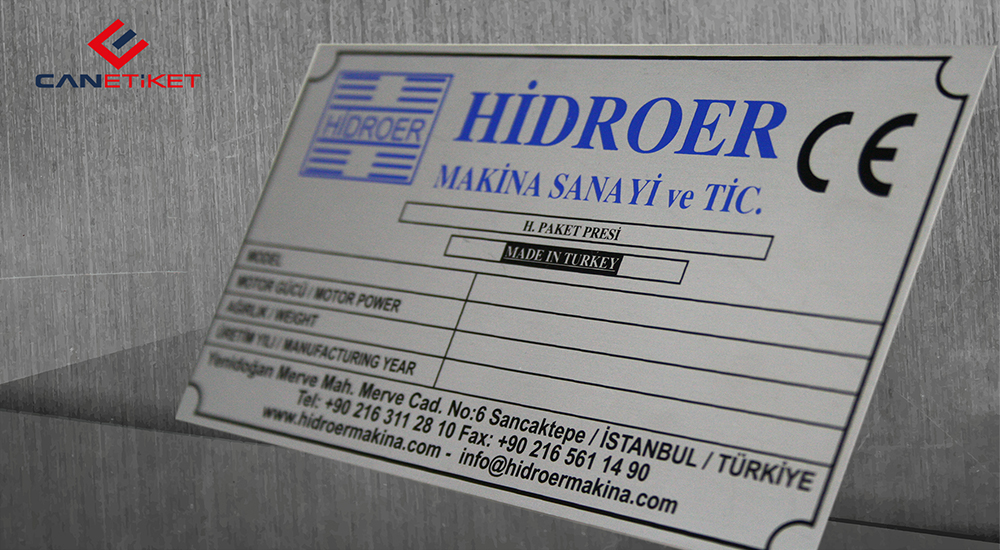 CANETiKET
HİDROER
HİDROER
MAKİNA SANAYİ ve TİC.
CE
H. PAKET PRESİ
MADE IN TURKEY
MODEL
MOTOR GÜCÜ / MOTOR POWER
AĞIRLIK / WEIGHT
ÜRETİM YILI / MANUFACTURING YEAR
Yenidoğan Merve Mah. Merve Cad. No:6 Sancaktepe / İSTANBUL / TÜRKİYE
Tel: +90 216 311 28 10 Fax: +90 216 561 14 90
www.hidroermakina.com - info@hidroermakina.com